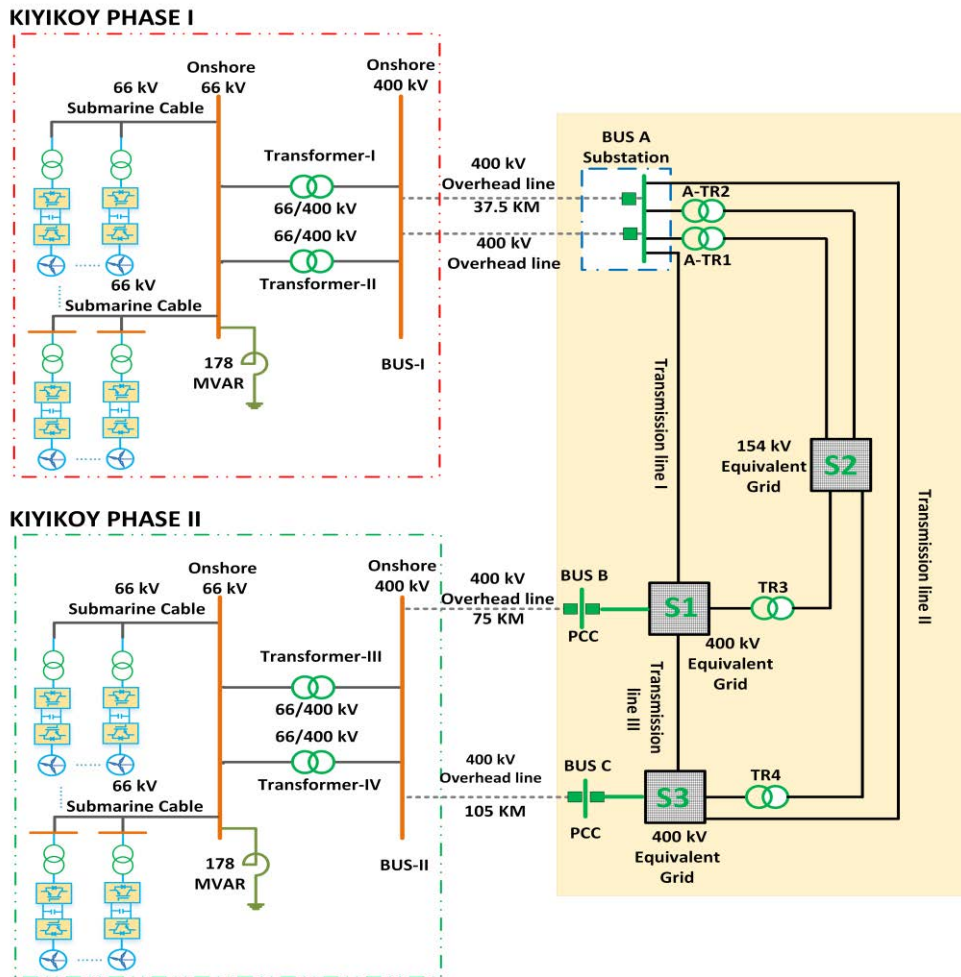 KIYIKOY PHASE I
Onshore
66 kV
Onshore
400 kV
66 kV
Submarine Cable
Transformer-I
66/400 kV
66/400 kV
Transformer-II
66 kV
Submarine Cable
178
MVAR
BUS-I
400 kV
Overhead line
37.5 KM
400 kV
Overhead line
BUS A
Substation
A-TR2
A-TR1
Transmission line I
154 kV
Equivalent
Grid
S2
Transmission line II
KIYIKOY PHASE II
Onshore
66 kV
Onshore
400 kV
66 kV
Submarine Cable
Transformer-III
66/400 kV
66/400 kV
Transformer-IV
66 kV
Submarine Cable
178
MVAR
BUS-II
400 kV
Overhead line
75 KM
BUS B
PCC
S1
400 kV
Equivalent
Grid
TR3
Transmission
line III
400 kV
Overhead line
105 KM
BUS C
PCC
S3
400 kV
Equivalent
Grid
TR4